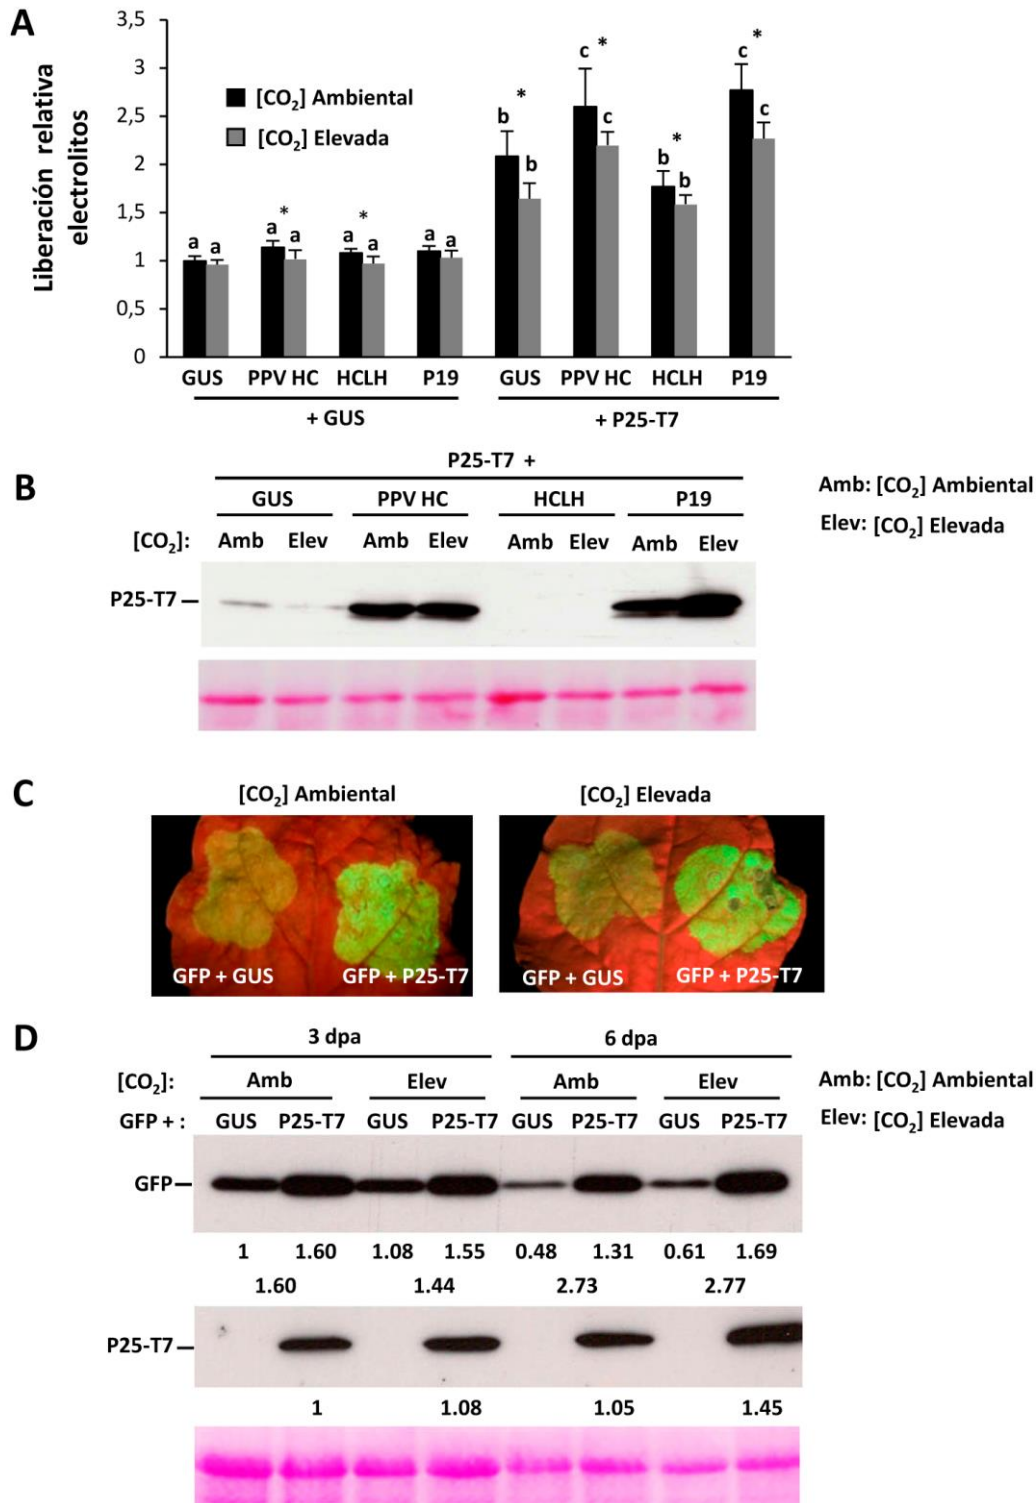 A
Liberación relativa
electrolitos
3,5
3
2,5
2
1,5
1
0,5
0
[CO₂] Ambiental
[CO₂] Elevada
a a a * a a * a a a b * b c * c b * b c * c
GUS PPV HC HCLH P19 GUS PPV HC HCLH P19
+ GUS + P25-T7
B
P25-T7 +
GUS PPV HC HCLH P19
[CO₂]: Amb Elev Amb Elev Amb Elev Amb Elev
P25-T7
Amb: [CO₂] Ambiental
Elev: [CO₂] Elevada
C
[CO₂] Ambiental [CO₂] Elevada
GFP + GUS GFP + P25-T7 GFP + GUS GFP + P25-T7
D
3 dpa 6 dpa
[CO₂]: Amb Elev Amb Elev
GFP + : GUS P25-T7 GUS P25-T7 GUS P25-T7 GUS P25-T7
Amb: [CO₂] Ambiental
Elev: [CO₂] Elevada
GFP
1 1.60 1.08 1.55 0.48 1.31 0.61 1.69
1.60 1.44 2.73 2.77
P25-T7
1 1.08 1.05 1.45